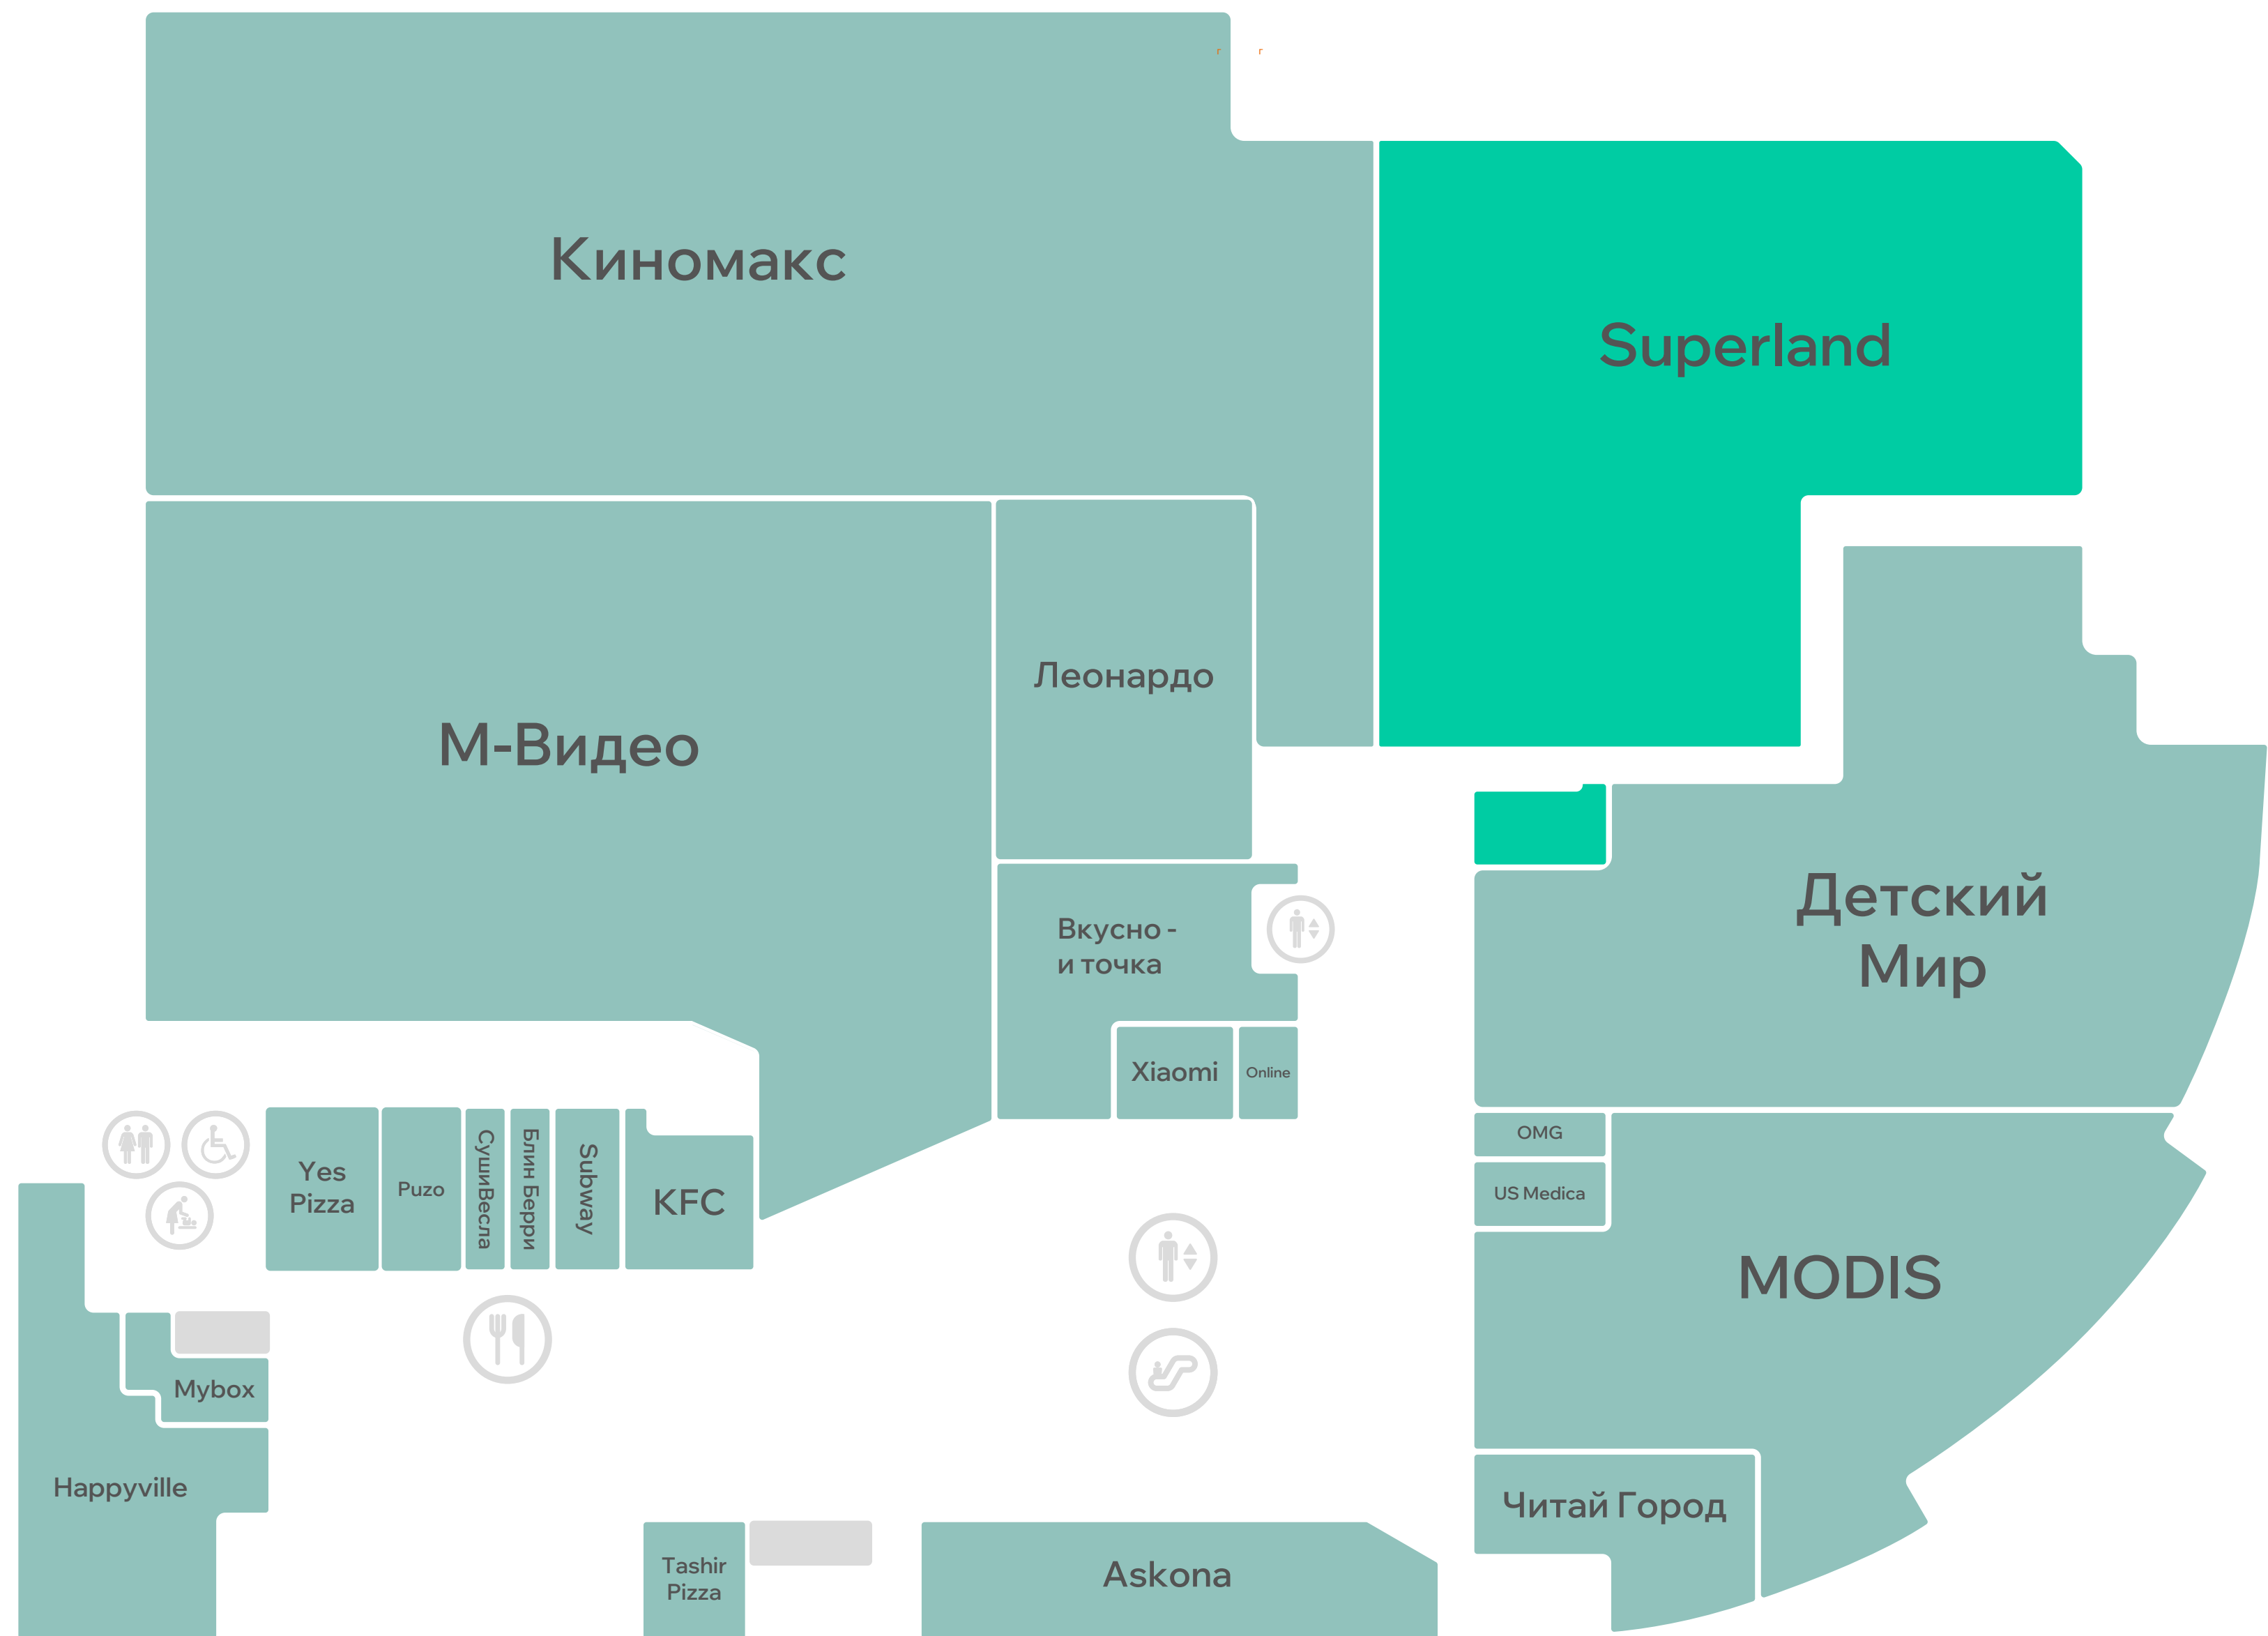 Киномакс
Superland
Леонардо
М-Видео
Вкусно -
и точка
Детский
Мир
Xiaomi
Online
OMG
US Medica
Yes
Pizza
Puzo
СушиВесла
Блин Берри
Subway
KFC
MODIS
Mybox
Happyville
Читай Город
Tashir
Pizza
Askona